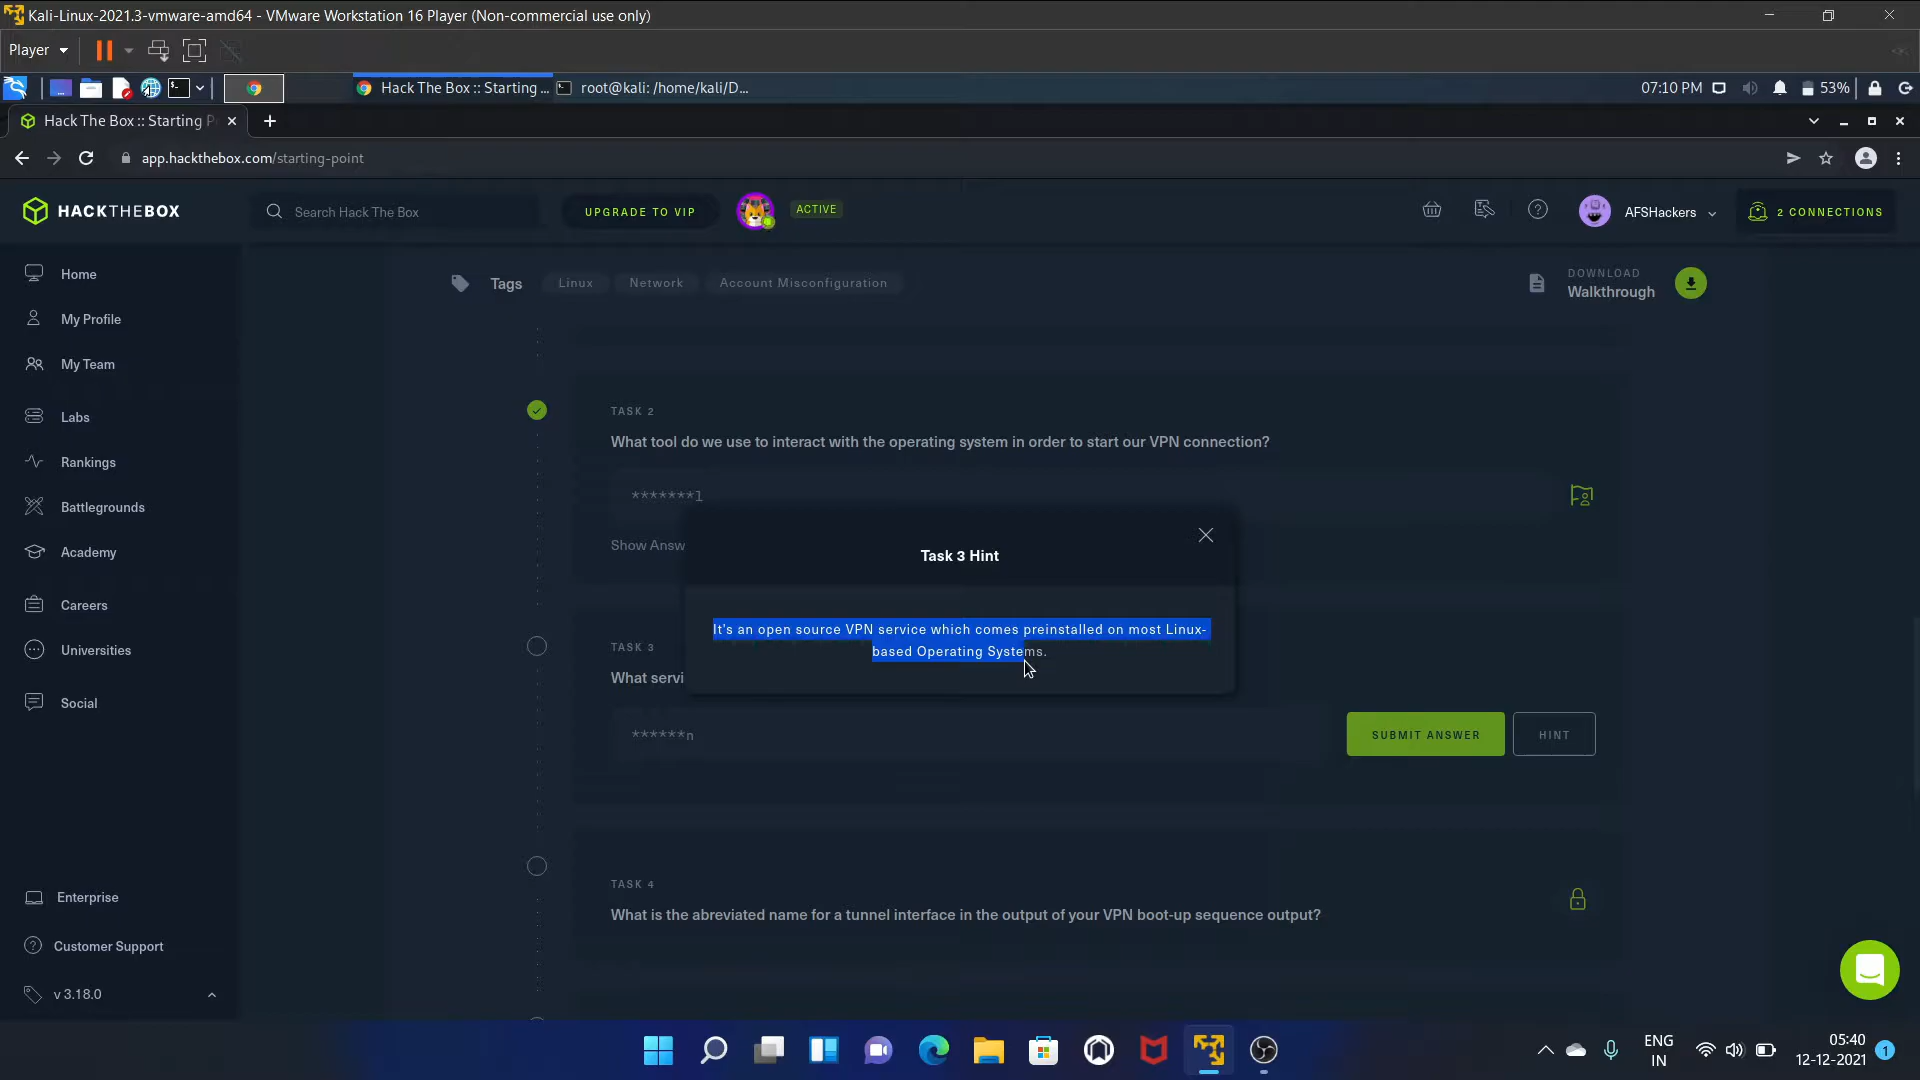 Kali-Linux-2021.3-vmware-amd64 - VMware Workstation 16 Player (Non-commercial use only)
Player
Hack The Box :: Starting ...
root@kali: /home/kali/D...
07:10 PM
53%
Hack The Box :: Starting P
app.hackthebox.com/starting-point
HACKTHEBOX
Search Hack The Box
UPGRADE TO VIP
ACTIVE
AFSHackers
2 CONNECTIONS
Home
My Profile
My Team
Labs
Rankings
Battlegrounds
Academy
Careers
Universities
Social
Enterprise
Customer Support
v 3.18.0
Tags
Linux
Network
Account Misconfiguration
DOWNLOAD
Walkthrough
TASK 2
What tool do we use to interact with the operating system in order to start our VPN connection?
*******l
Show Answ
Task 3 Hint
It's an open source VPN service which comes preinstalled on most Linux-
based Operating Systems.
TASK 3
What servi
******n
SUBMIT ANSWER
HINT
TASK 4
What is the abreviated name for a tunnel interface in the output of your VPN boot-up sequence output?
ENG
IN
05:40
12-12-2021
1